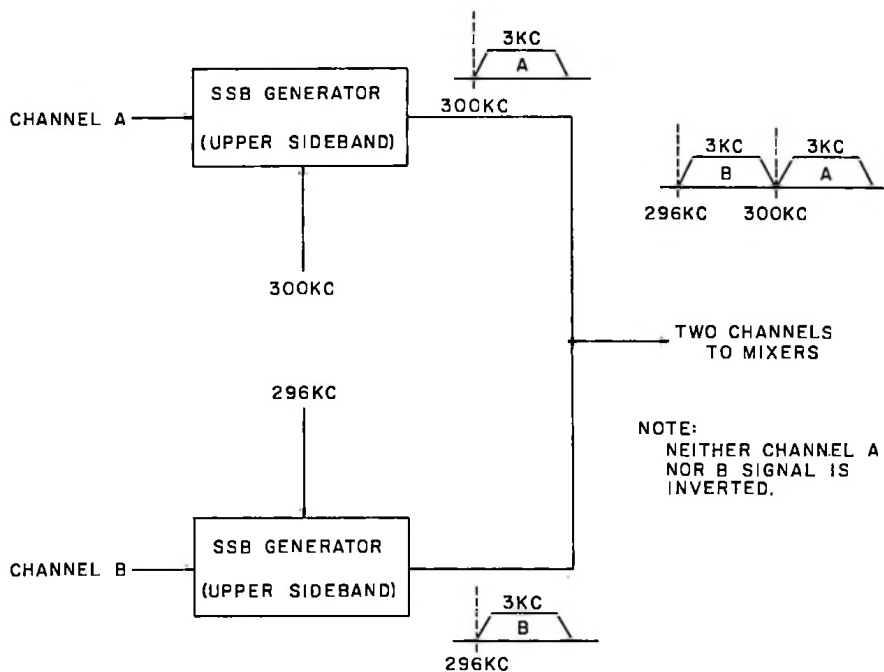 3KC
A
300KC
SSB GENERATOR
(UPPER SIDEBAND)
CHANNEL A
300KC
3KC
3KC
B
A
296KC
300KC
TWO CHANNELS
TO MIXERS
296KC
NOTE:
NEITHER CHANNEL A
NOR B SIGNAL IS
INVERTED.
CHANNEL B
SSB GENERATOR
(UPPER SIDEBAND)
3KC
B
296KC